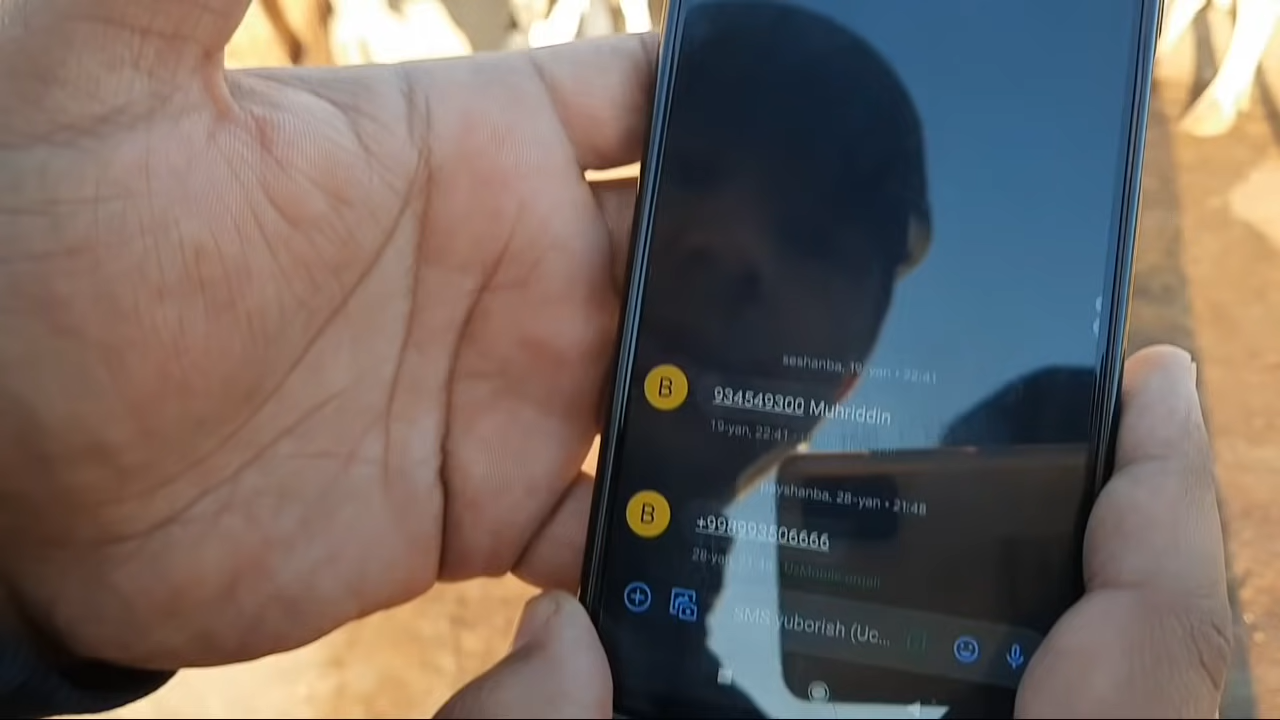 seshanba, 19-yan • 22:41
B
934549300 Muhriddin
19-yan, 22:41
payshanba, 28-yan • 21:48
B
+998993506666
SMS yuborish (Uc...